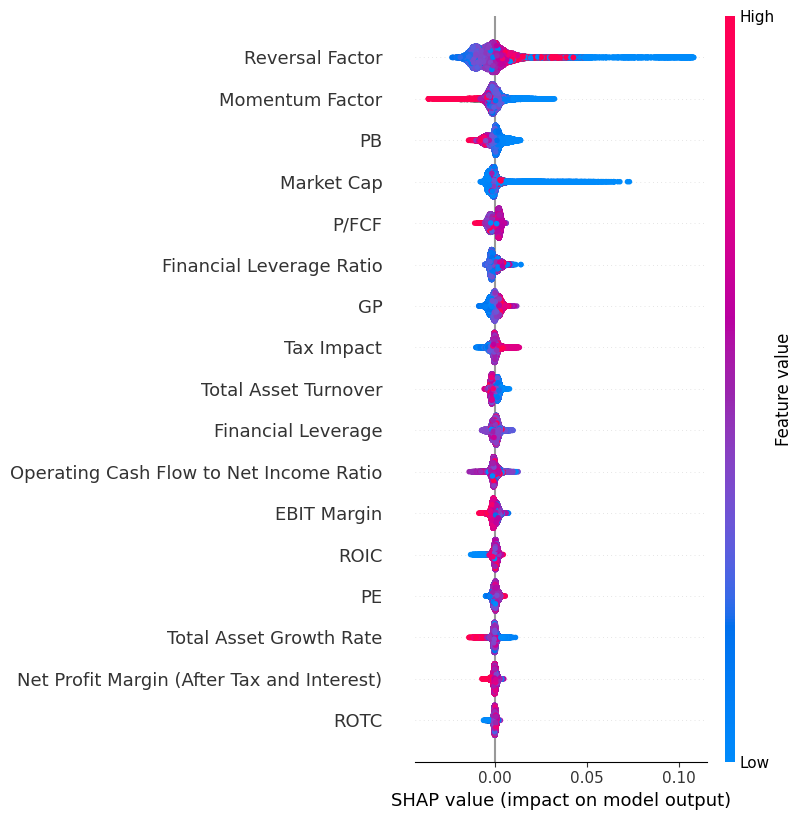 High
Reversal Factor
Momentum Factor
PB
Market Cap
P/FCF
Financial Leverage Ratio
GP
Tax Impact
Total Asset Turnover
Financial Leverage
Operating Cash Flow to Net Income Ratio
EBIT Margin
ROIC
PE
Total Asset Growth Rate
Net Profit Margin (After Tax and Interest)
ROTC
Feature value
Low
0.00 0.05 0.10
SHAP value (impact on model output)